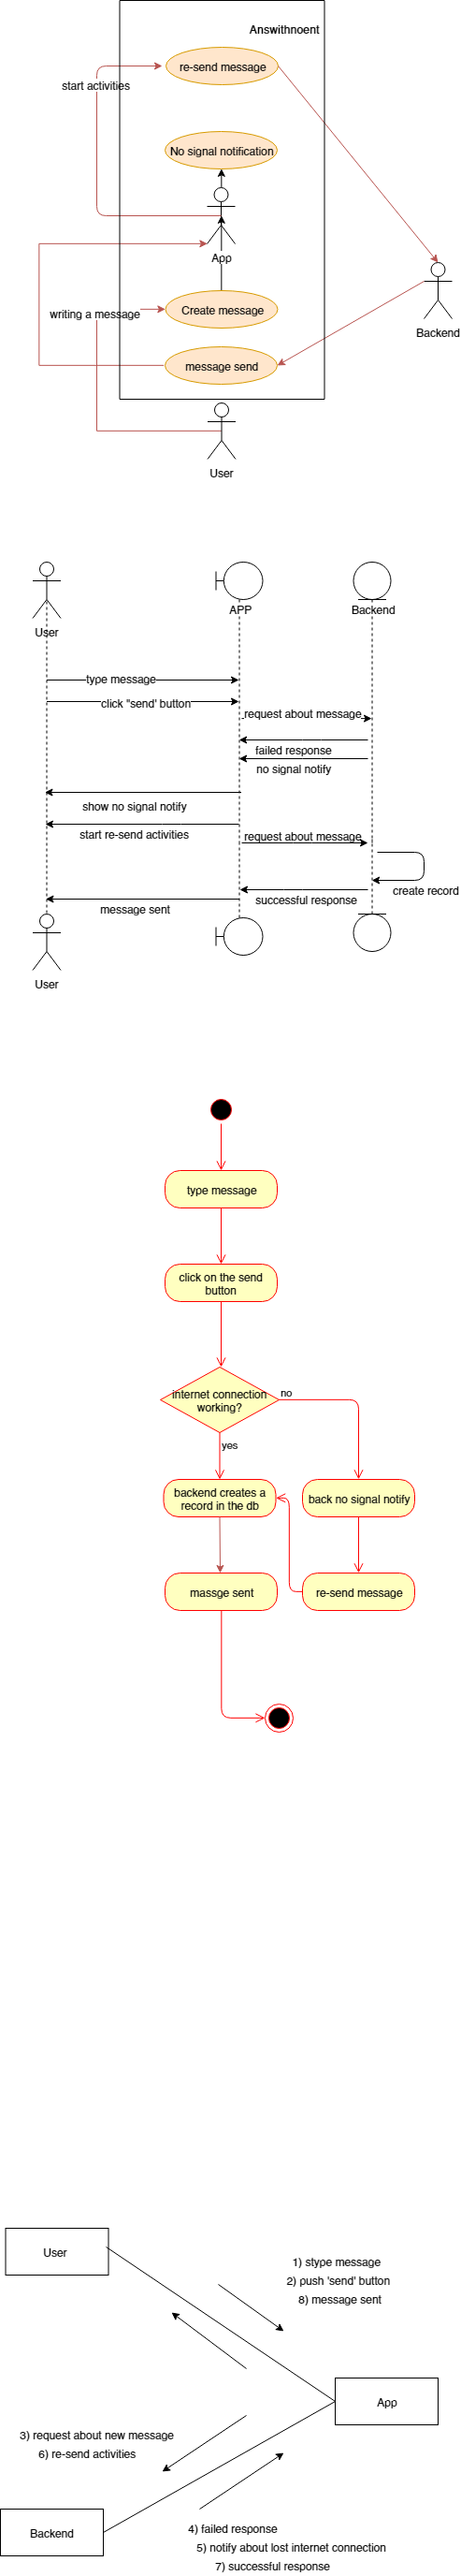 Answithnoent
re-send message
start activities
No signal notification
App
writing a message
Create message
Backend
message send
User
User
APP
Backend
type message
click "send' button
request about message
failed response
no signal notify
show no signal notify
start re-send activities
request about message
create record
successful response
message sent
User
type message
click on the send
button
internet connection
working?
no
yes
backend creates a
record in the db
back no signal notify
massge sent
re-send message
User
1) stype message
2) push 'send' button
8) message sent
App
3) request about new message
6) re-send activities
Backend
4) failed response
5) notify about lost internet connection
7) successful response